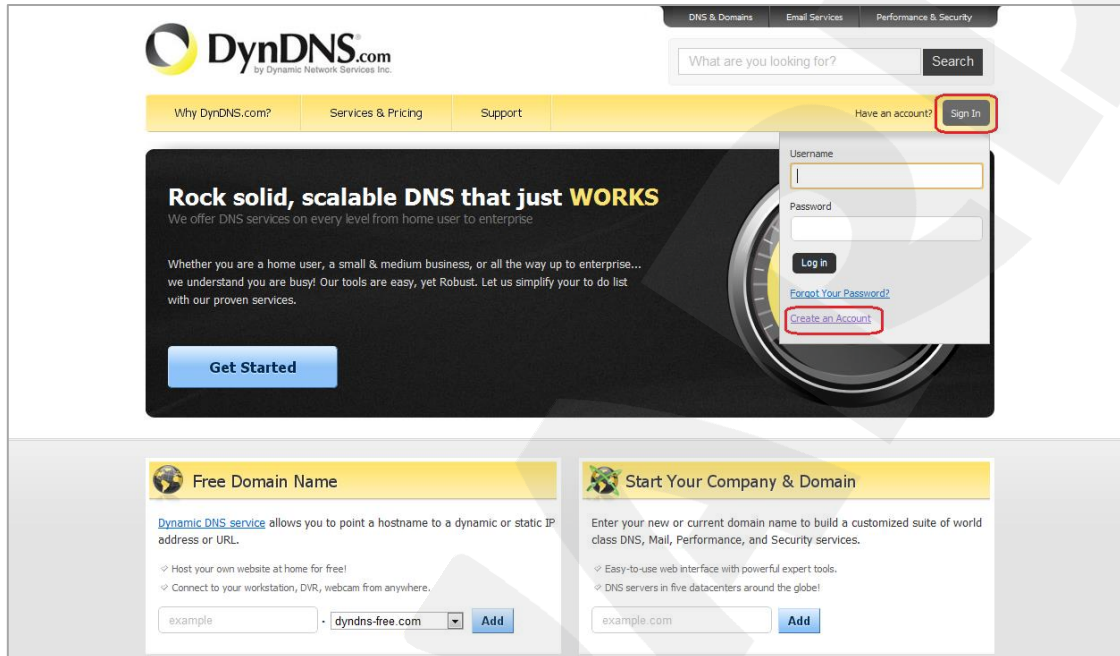 DNS & Domains Email Services Performance & Security
DynDNS.com
by Dynamic Network Services Inc.
What are you looking for? Search
Why DynDNS.com? Services & Pricing Support Have an account? Sign In
Username
Password
Log in
Forgot Your Password?
Create an Account
Rock solid, scalable DNS that just WORKS
We offer DNS services on every level from home user to enterprise
Whether you are a home user, a small & medium business, or all the way up to enterprise...
we understand you are busy! Our tools are easy, yet Robust. Let us simplify your to do list
with our proven services.
Get Started
Free Domain Name
Dynamic DNS service allows you to point a hostname to a dynamic or static IP
address or URL.
Host your own website at home for free!
Connect to your workstation, DVR, webcam from anywhere.
example . dyndns-free.com Add
Start Your Company & Domain
Enter your new or current domain name to build a customized suite of world
class DNS, Mail, Performance, and Security services.
Easy-to-use web interface with powerful expert tools.
DNS servers in five datacenters around the globe!
example.com Add